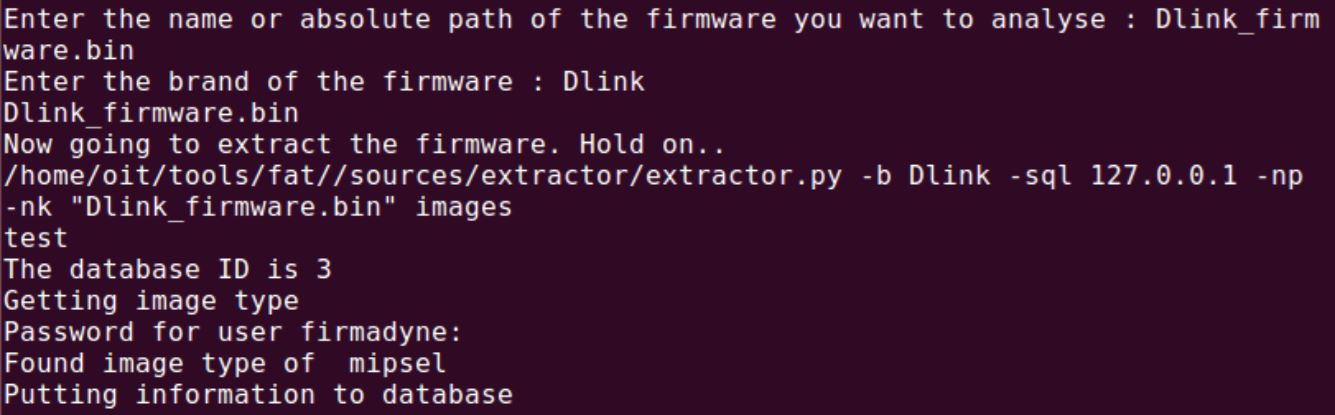 Enter the name or absolute path of the firmware you want to analyse : Dlink_firm
ware.bin
Enter the brand of the firmware : Dlink
Dlink_firmware.bin
Now going to extract the firmware. Hold on..
/home/oit/tools/fat//sources/extractor/extractor.py -b Dlink -sql 127.0.0.1 -np
-nk "Dlink_firmware.bin" images
test
The database ID is 3
Getting image type
Password for user firmadyne:
Found image type of  mipsel
Putting information to database